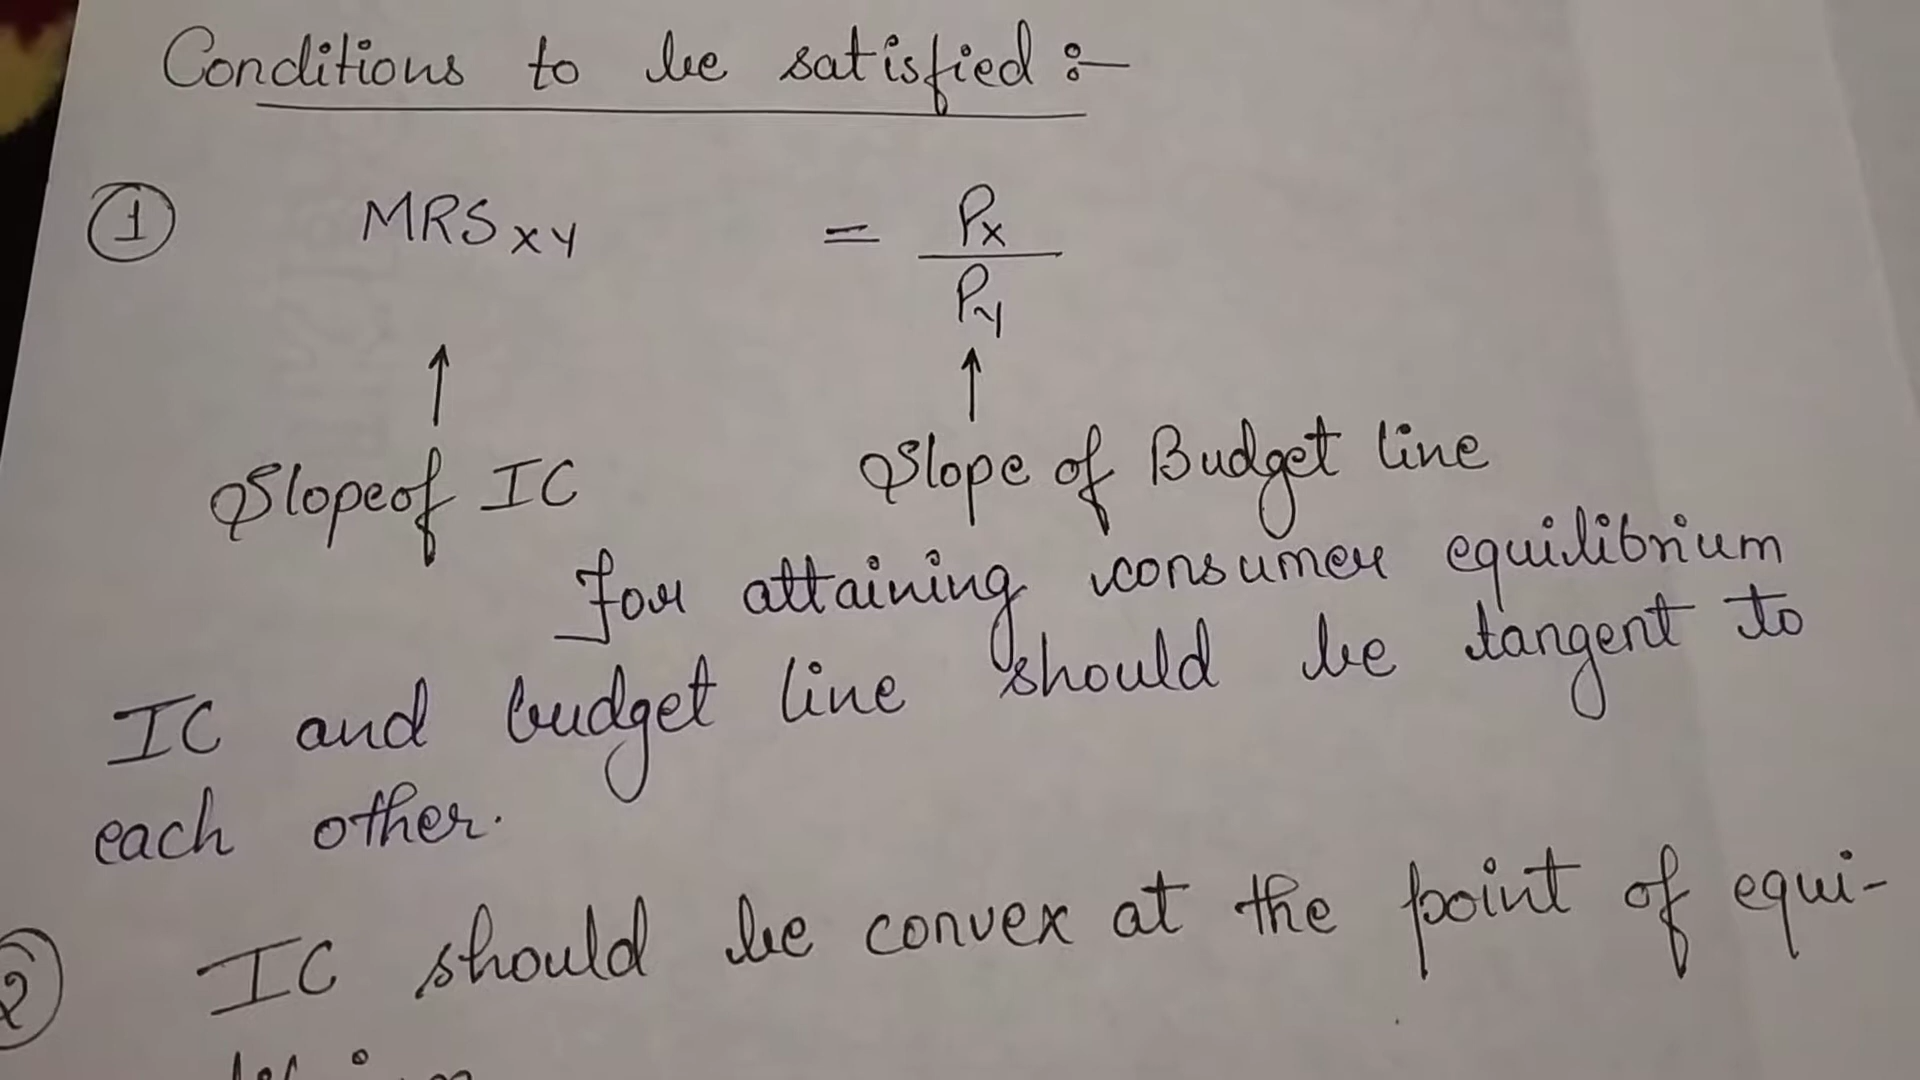 Conditions to be satisfied :-
① MRSxy = Px / Py
↑ ↑
Slope of IC Slope of Budget line
for attaining consumer equilibrium
IC and budget line should be tangent to
each other.
② IC should be convex at the point of equi-